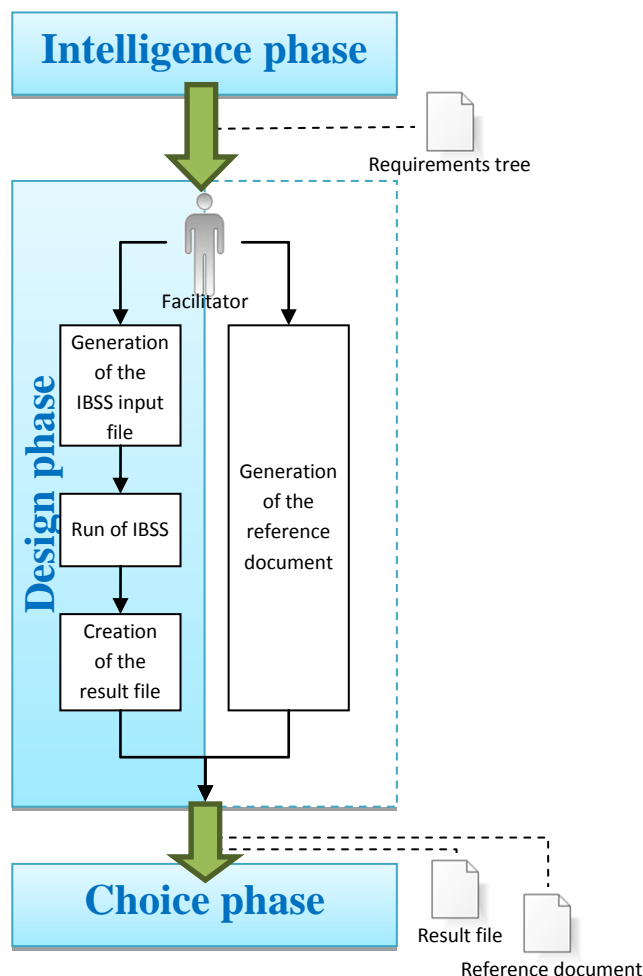 Intelligence phase
Requirements tree
Facilitator
Design phase
Generation
of the
IBSS input
file
Run of IBSS
Creation
of the
result file
Generation
of the
reference
document
Choice phase
Result file
Reference document